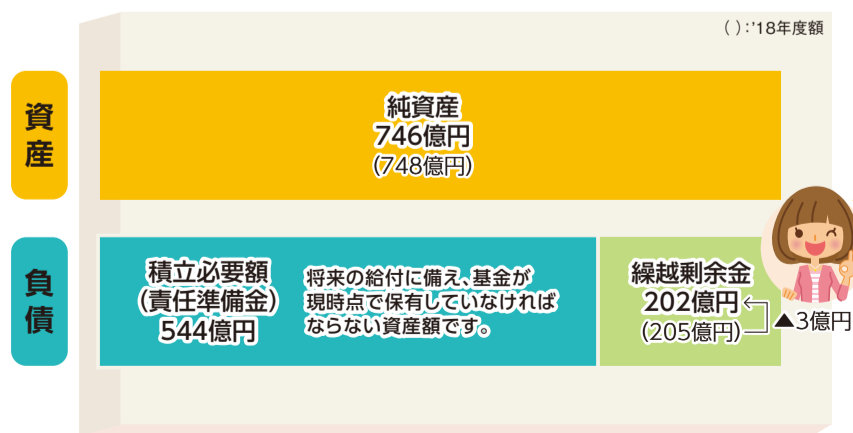 ( ):’18年度額
資産
純資産
746億円
(748億円)
負債
積立必要額
(責任準備金)
544億円
将来の給付に備え、基金が
現時点で保有していなければ
ならない資産額です。
繰越剰余金
202億円
(205億円)
▲3億円